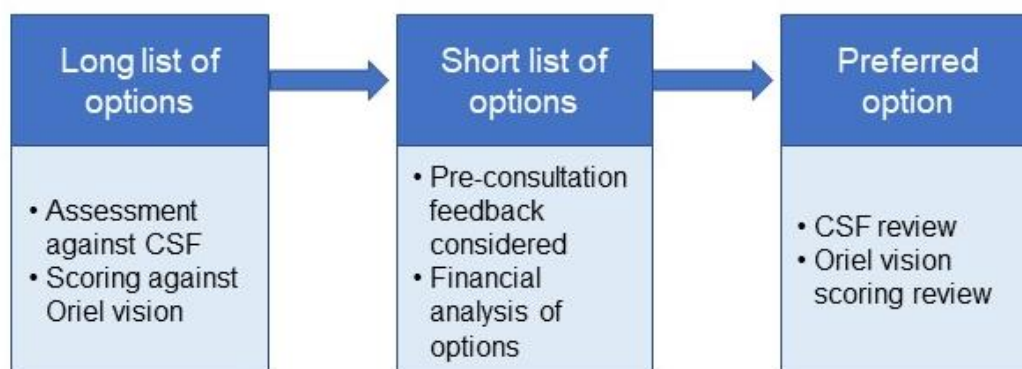 Long list of
options
• Assessment
against CSF
• Scoring against
Oriel vision
Short list of
options
• Pre-consultation
feedback
considered
• Financial
analysis of
options
Preferred
option
• CSF review
• Oriel vision
scoring review